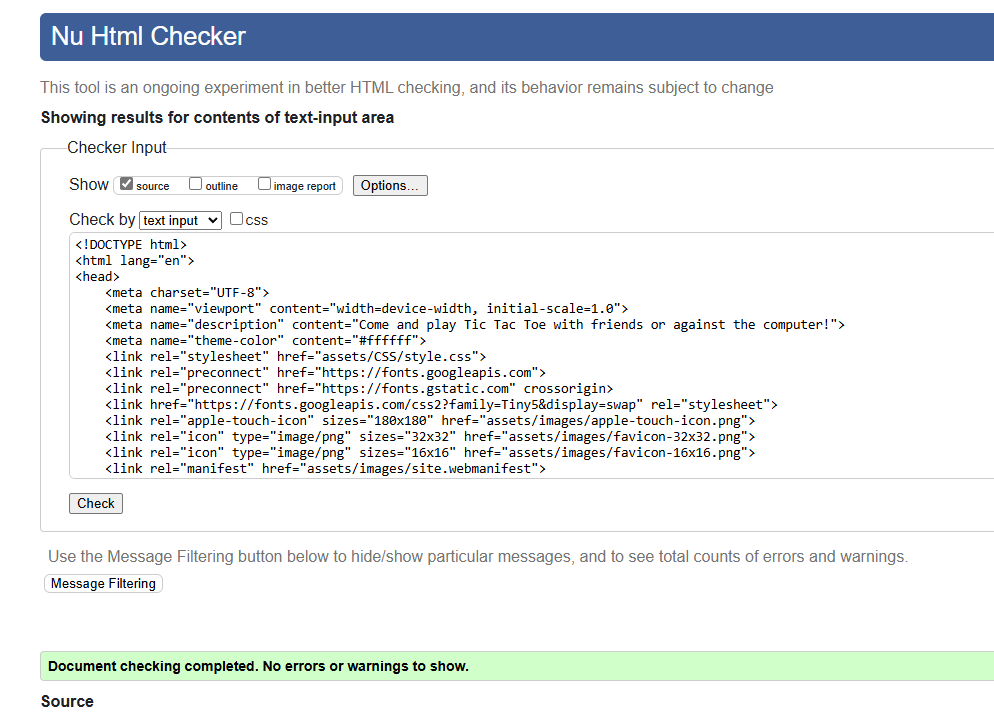 Nu Html Checker
This tool is an ongoing experiment in better HTML checking, and its behavior remains subject to change
Showing results for contents of text-input area
Checker Input
Show source outline image report Options...
Check by text input css
<!DOCTYPE html>
<html lang="en">
<head>
    <meta charset="UTF-8">
    <meta name="viewport" content="width=device-width, initial-scale=1.0">
    <meta name="description" content="Come and play Tic Tac Toe with friends or against the computer!">
    <meta name="theme-color" content="#ffffff">
    <link rel="stylesheet" href="assets/CSS/style.css">
    <link rel="preconnect" href="https://fonts.googleapis.com">
    <link rel="preconnect" href="https://fonts.gstatic.com" crossorigin>
    <link href="https://fonts.googleapis.com/css2?family=Tiny5&display=swap" rel="stylesheet">
    <link rel="apple-touch-icon" sizes="180x180" href="assets/images/apple-touch-icon.png">
    <link rel="icon" type="image/png" sizes="32x32" href="assets/images/favicon-32x32.png">
    <link rel="icon" type="image/png" sizes="16x16" href="assets/images/favicon-16x16.png">
    <link rel="manifest" href="assets/images/site.webmanifest">
Check
Use the Message Filtering button below to hide/show particular messages, and to see total counts of errors and warnings.
Message Filtering
Document checking completed. No errors or warnings to show.
Source